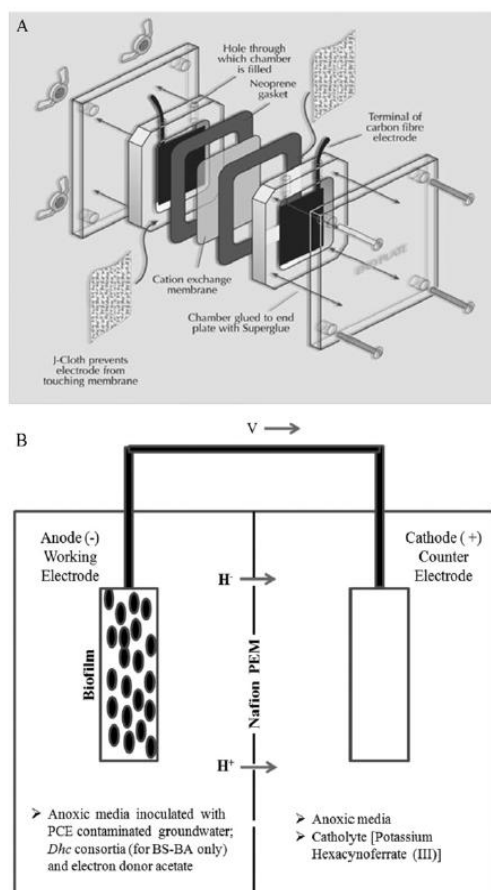 A
Hole through
which chamber
is filled
Neoprene
gasket
Terminal of
carbon fibre
electrode
END PLATE
Cation exchange
membrane
Chamber glued to end
plate with Superglue
J-Cloth prevents
electrode from
touching membrane
B
V
Anode (-)
Working
Electrode
Cathode ( + )
Counter
Electrode
H⁻
Biofilm
Nafion PEM
H⁺
➢ Anoxic media inoculated with
PCE contaminated groundwater;
Dhc consortia (for BS-BA only)
and electron donor acetate
➢ Anoxic media
➢ Catholyte [Potassium
Hexacynoferrate (III)]